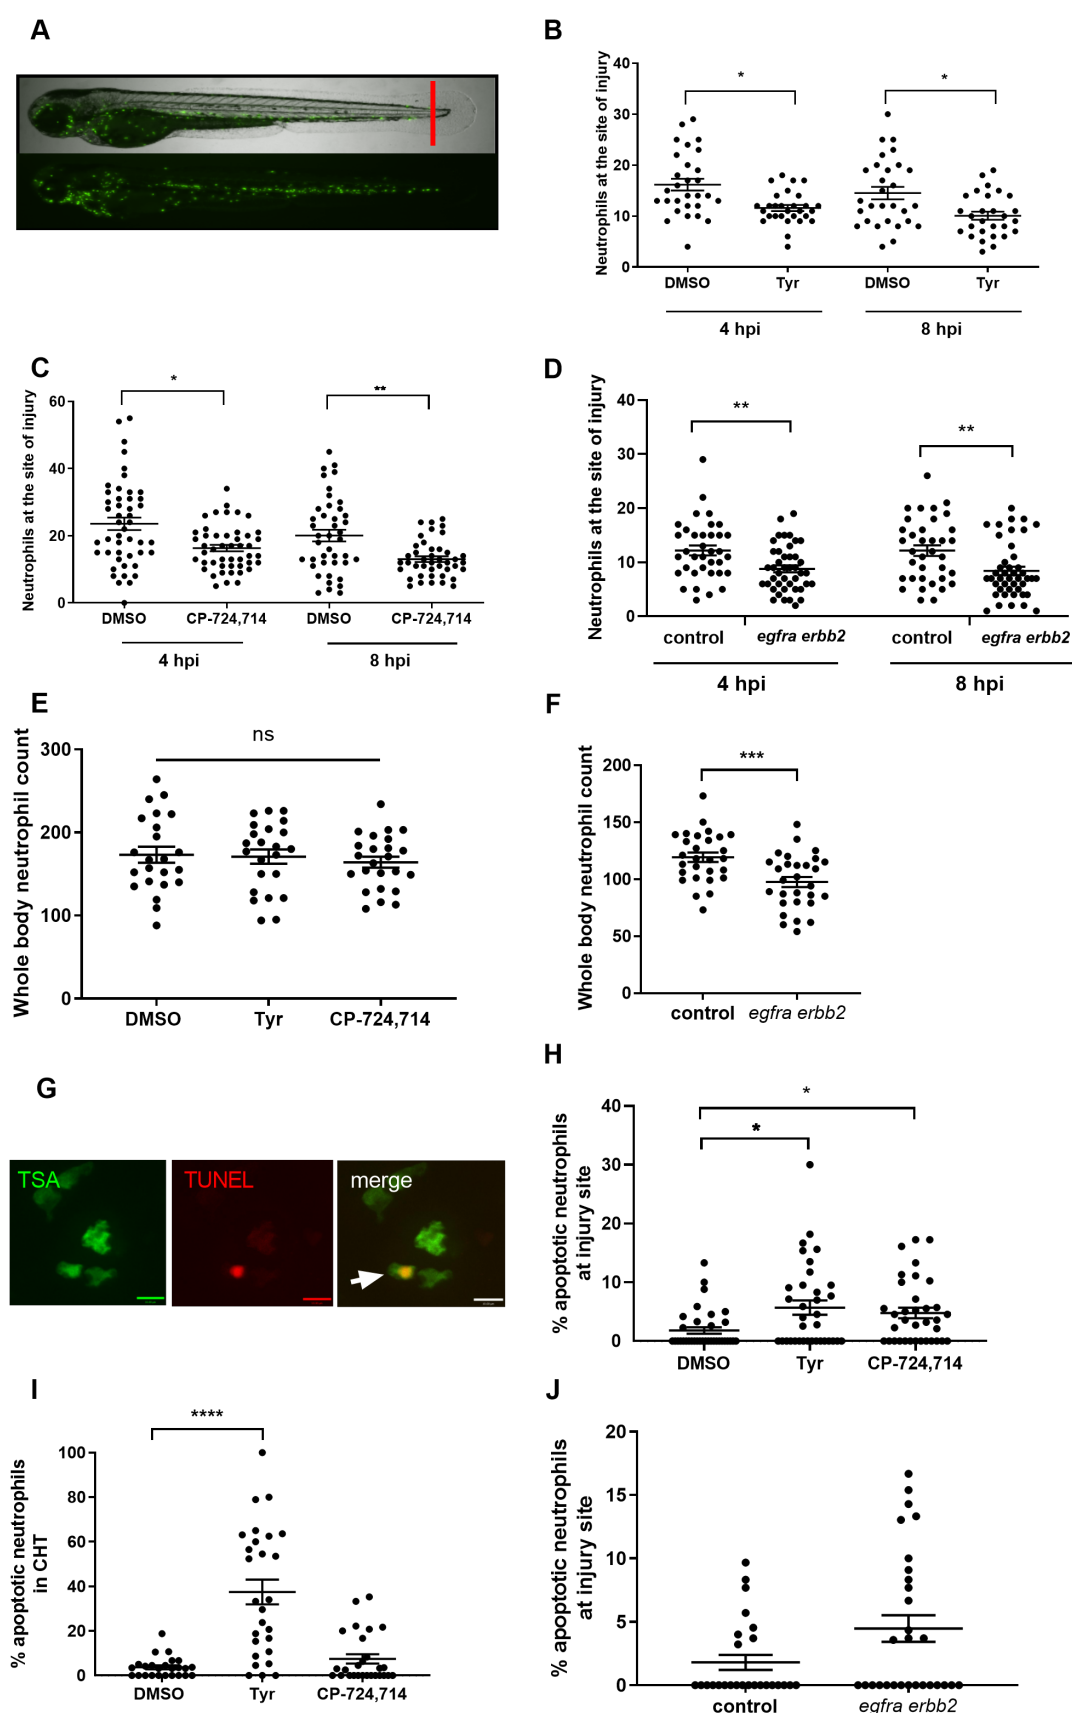 A
B
Neutrophils at the site of injury
40
30
20
10
0
*
*
DMSO
Tyr
DMSO
Tyr
4 hpi
8 hpi
C
Neutrophils at the site of injury
60
40
20
0
*
**
DMSO
CP-724,714
DMSO
CP-724,714
4 hpi
8 hpi
D
Neutrophils at the site of injury
40
30
20
10
0
**
**
control
egfra erbb2
control
egfra erbb2
4 hpi
8 hpi
E
Whole body neutrophil count
300
200
100
0
ns
DMSO
Tyr
CP-724,714
F
Whole body neutrophil count
200
150
100
50
0
***
control
egfra erbb2
G
TSA
TUNEL
merge
H
% apoptotic neutrophils
at injury site
40
30
20
10
0
*
*
DMSO
Tyr
CP-724,714
I
% apoptotic neutrophils
in CHT
100
80
60
40
20
0
****
DMSO
Tyr
CP-724,714
J
% apoptotic neutrophils
at injury site
20
15
10
5
0
control
egfra erbb2